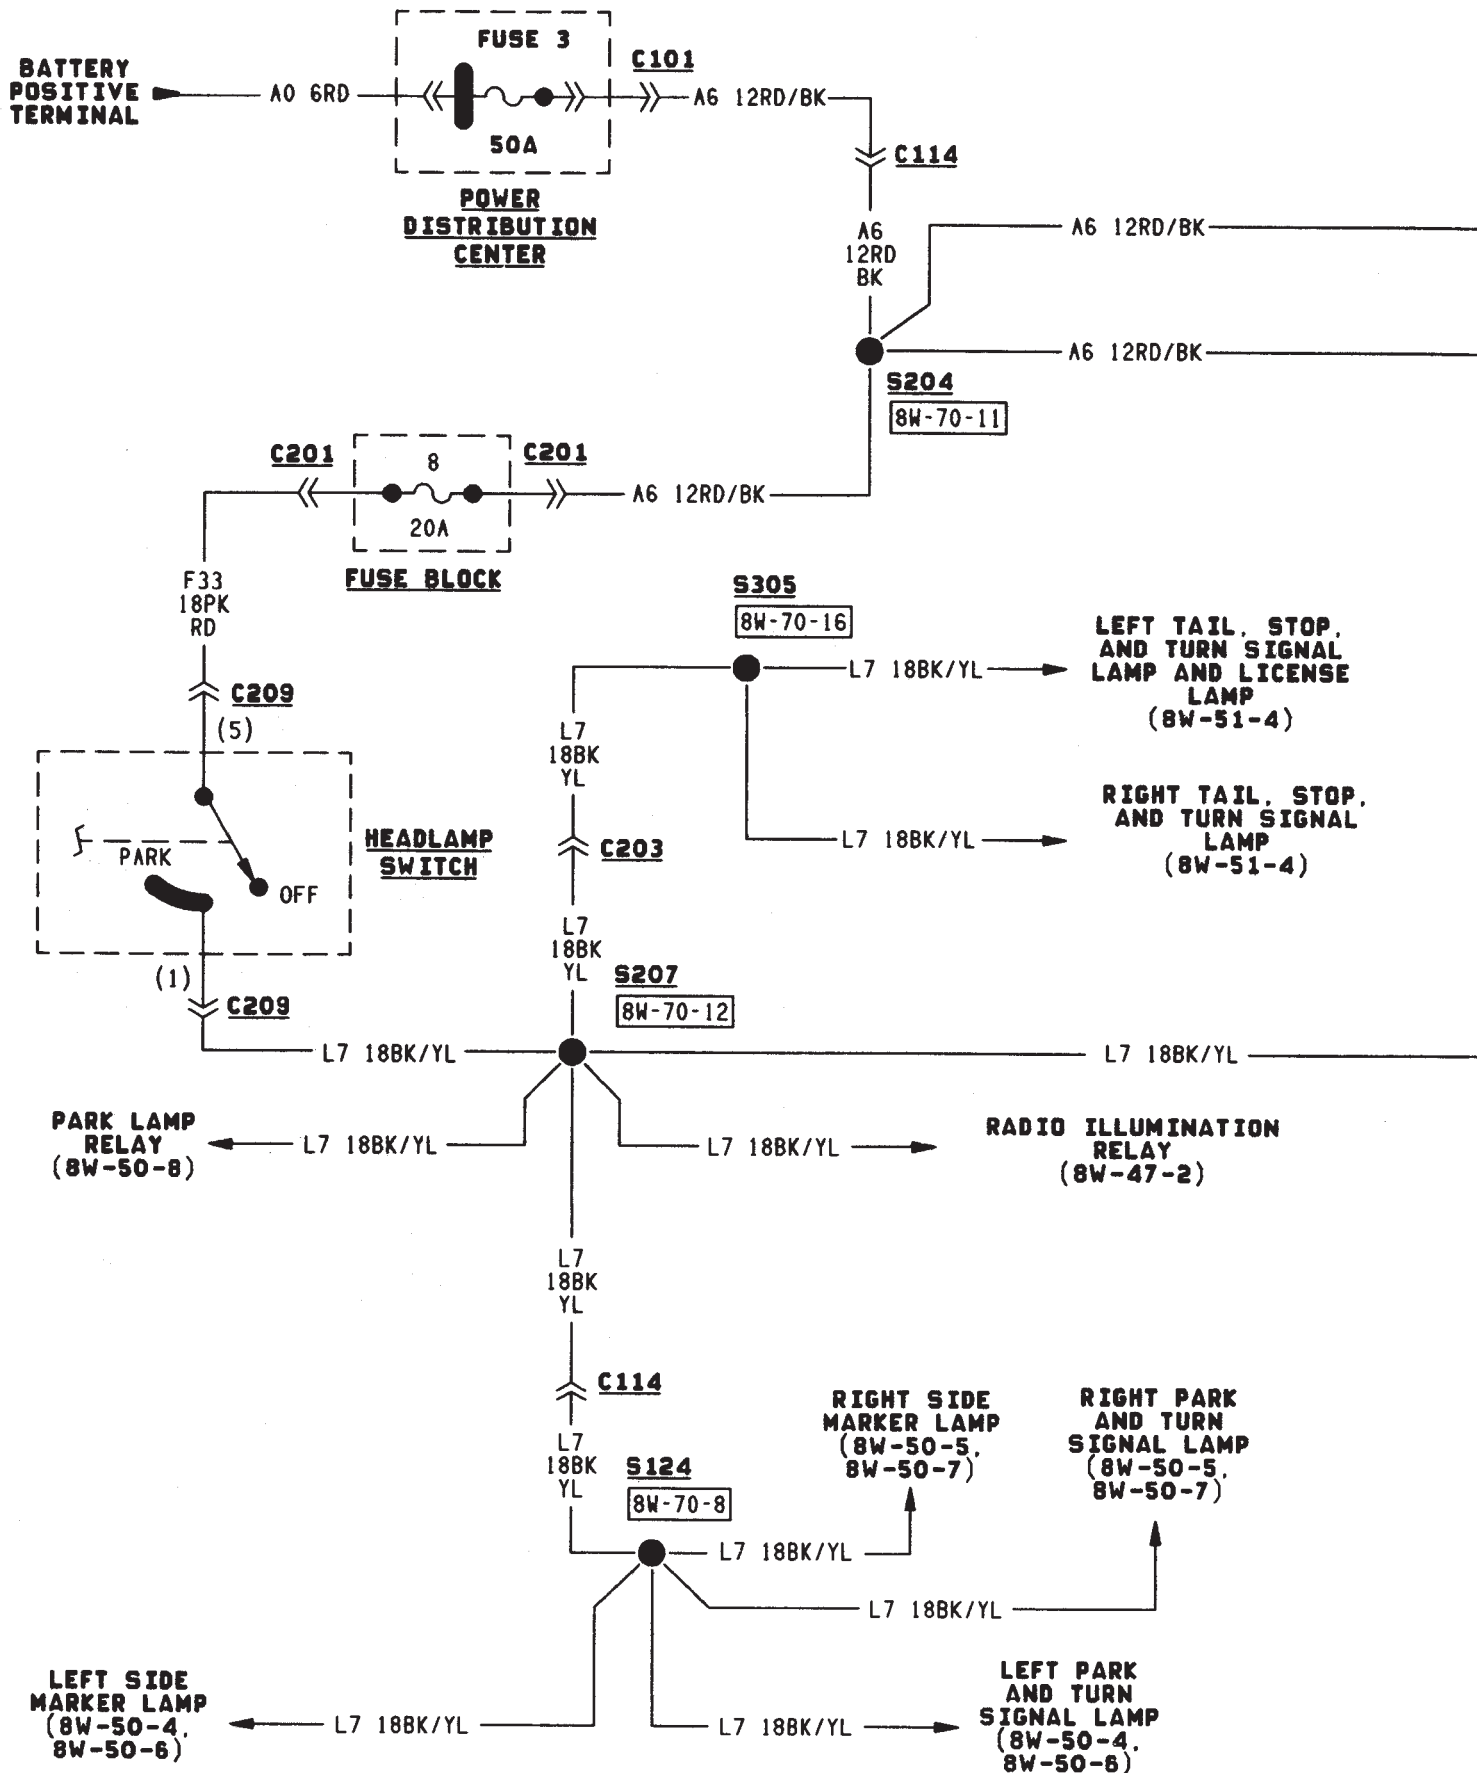 FUSE 3
C101
BATTERY
POSITIVE
TERMINAL
A0 6RD
A6 12RD/BK
50A
C114
POWER
DISTRIBUTION
CENTER
A6
12RD
BK
A6 12RD/BK
A6 12RD/BK
S204
8W-70-11
C201
8
C201
A6 12RD/BK
20A
FUSE BLOCK
F33
18PK
RD
S305
8W-70-16
L7 18BK/YL
LEFT TAIL, STOP,
AND TURN SIGNAL
LAMP AND LICENSE
LAMP
(8W-51-4)
C209
(5)
L7
18BK
YL
RIGHT TAIL, STOP,
AND TURN SIGNAL
LAMP
(8W-51-4)
L7 18BK/YL
HEADLAMP
SWITCH
PARK
OFF
C203
L7
18BK
YL
(1)
C209
S207
8W-70-12
L7 18BK/YL
L7 18BK/YL
PARK LAMP
RELAY
(8W-50-8)
L7 18BK/YL
L7 18BK/YL
RADIO ILLUMINATION
RELAY
(8W-47-2)
L7
18BK
YL
C114
L7
18BK
YL
S124
8W-70-8
RIGHT SIDE
MARKER LAMP
(8W-50-5,
8W-50-7)
RIGHT PARK
AND TURN
SIGNAL LAMP
(8W-50-5,
8W-50-7)
L7 18BK/YL
L7 18BK/YL
LEFT SIDE
MARKER LAMP
(8W-50-4,
8W-50-6)
L7 18BK/YL
L7 18BK/YL
LEFT PARK
AND TURN
SIGNAL LAMP
(8W-50-4,
8W-50-6)